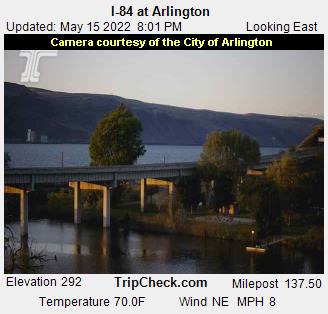 I-84 at Arlington
Updated: May 15 2022 8:01 PM Looking East
Camera courtesy of the City of Arlington
Elevation 292 TripCheck.com Milepost 137.50
Temperature 70.0F Wind NE MPH 8